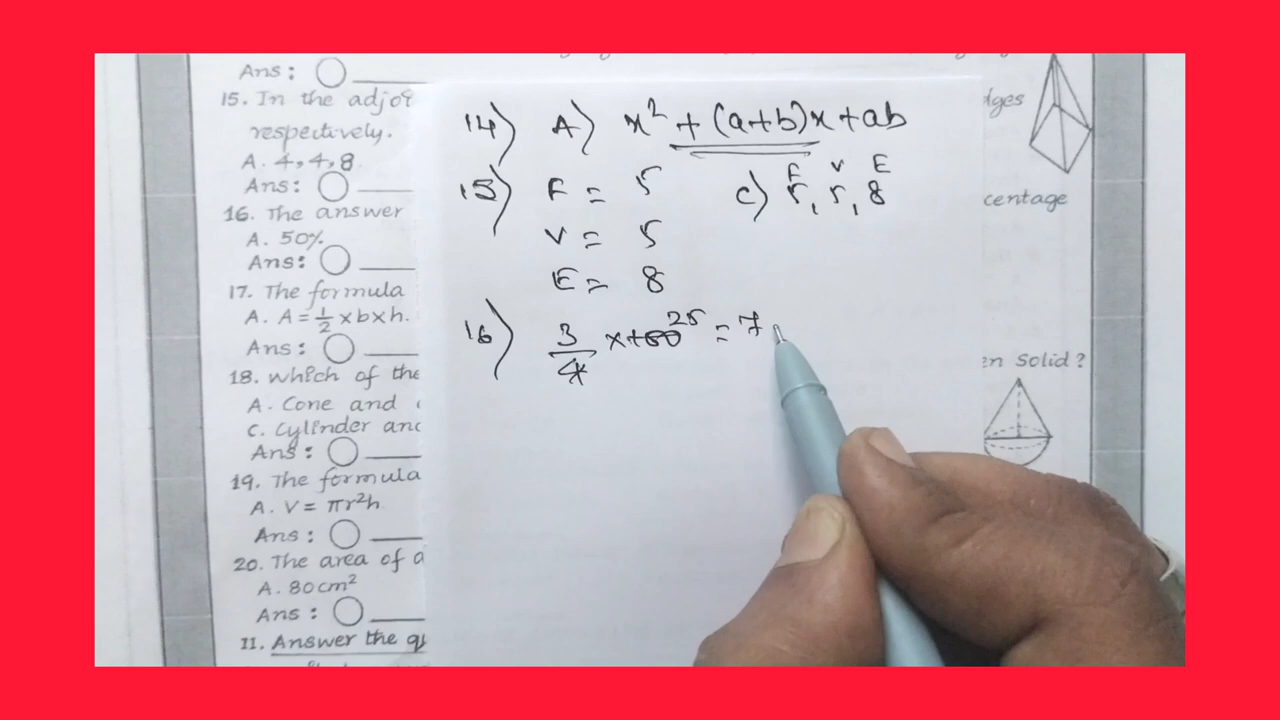 Ans:
15. In the adjoi
respectively.
A. 4, 4, 8.
Ans:
16. The answer
A. 50%
Ans:
17. The formula
A. A = 1/2 x b x h.
Ans:
18. Which of the
A. Cone and
C. Cylinder and
Ans:
19. The formula
A. V = πr²h
Ans:
20. The area of a
A. 80cm²
Ans:
11. Answer the qu
14) A) x² + (a+b)x + ab
15) F = 5
V = 5
E = 8
F V E
C) 5, 5, 8
16) 3/4 x 25 = 7
dges
centage
en Solid?